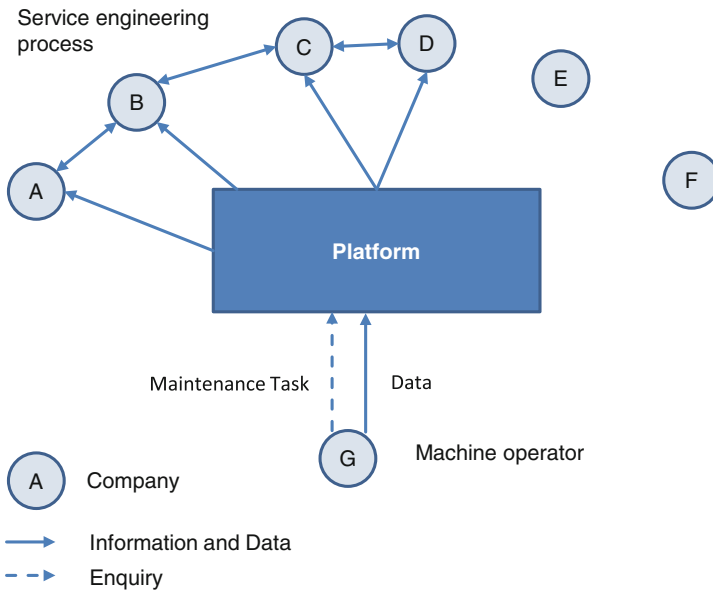 Service engineering
process
C
D
B
E
A
F
Platform
Maintenance Task
Data
G
Machine operator
A
Company
Information and Data
Enquiry